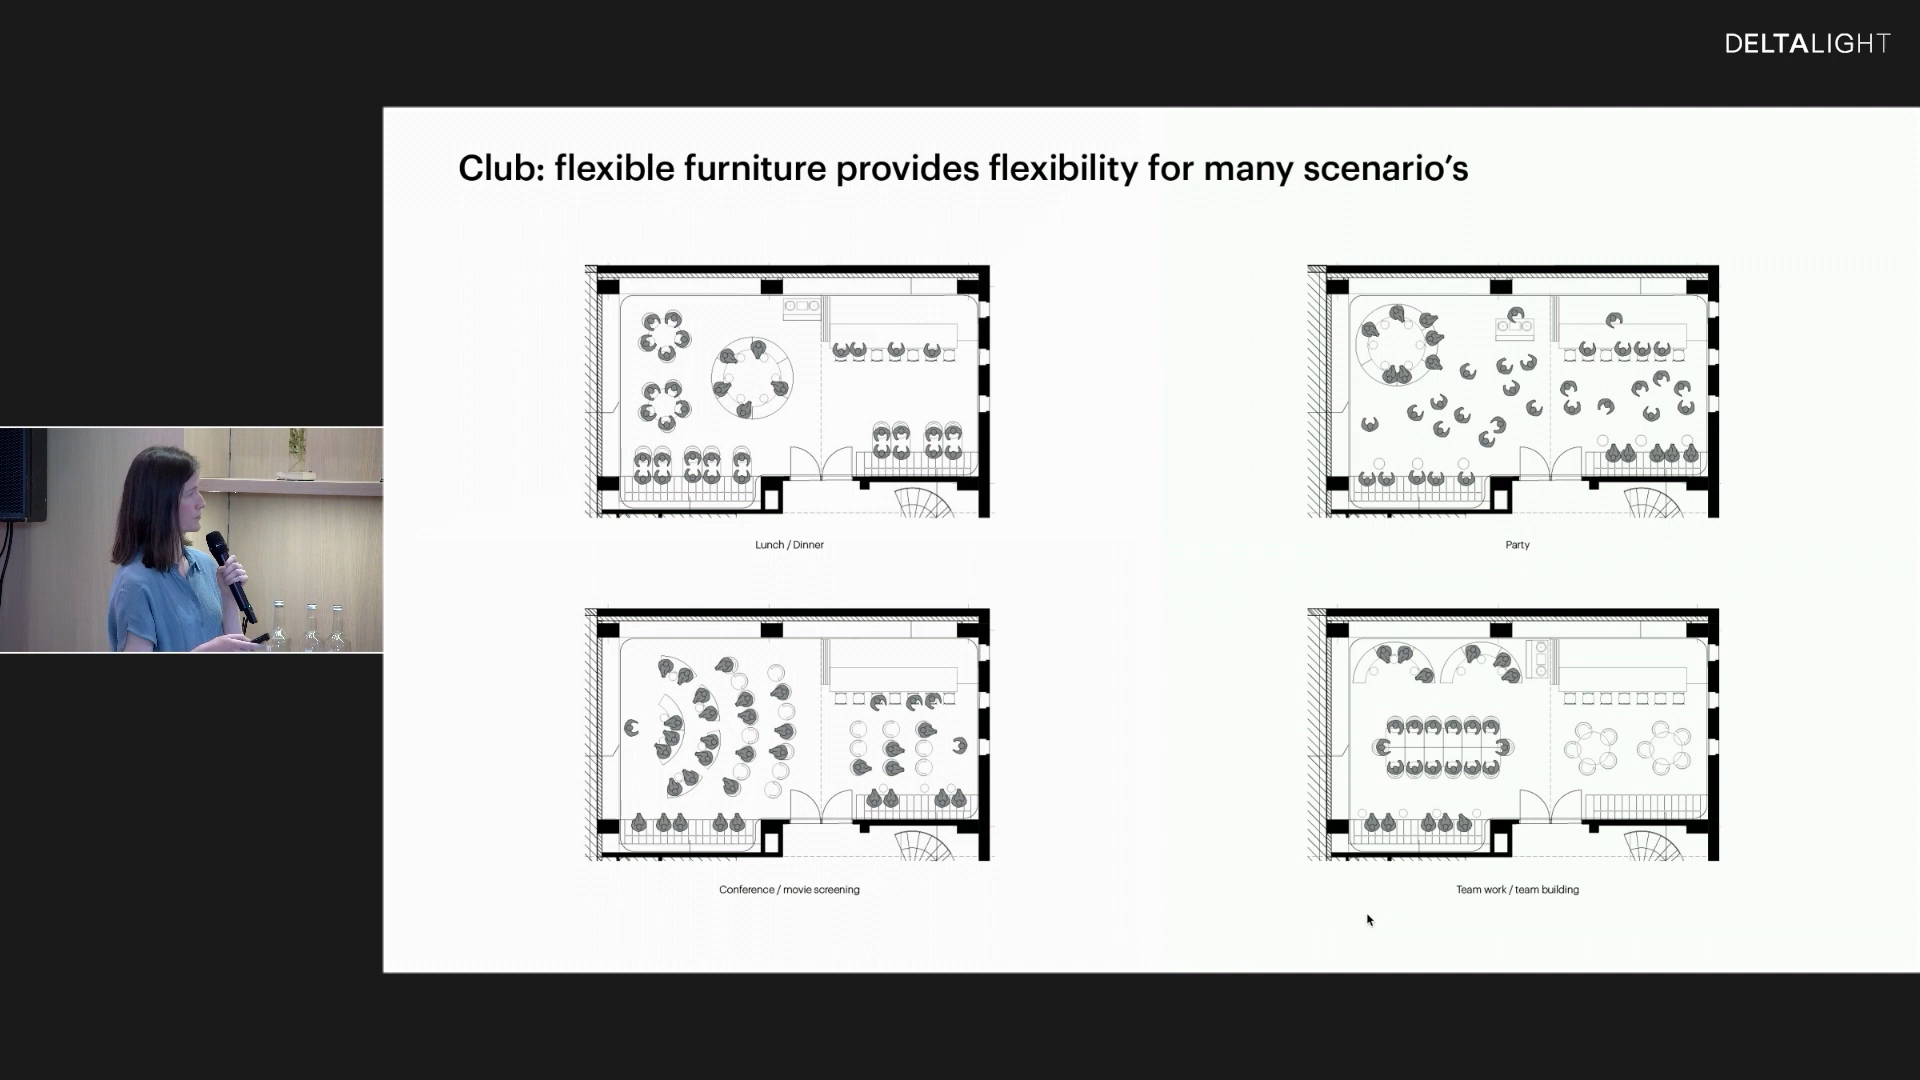 DELTALIGHT
Club: flexible furniture provides flexibility for many scenario's
Lunch / Dinner
Party
Conference / movie screening
Team work / team building